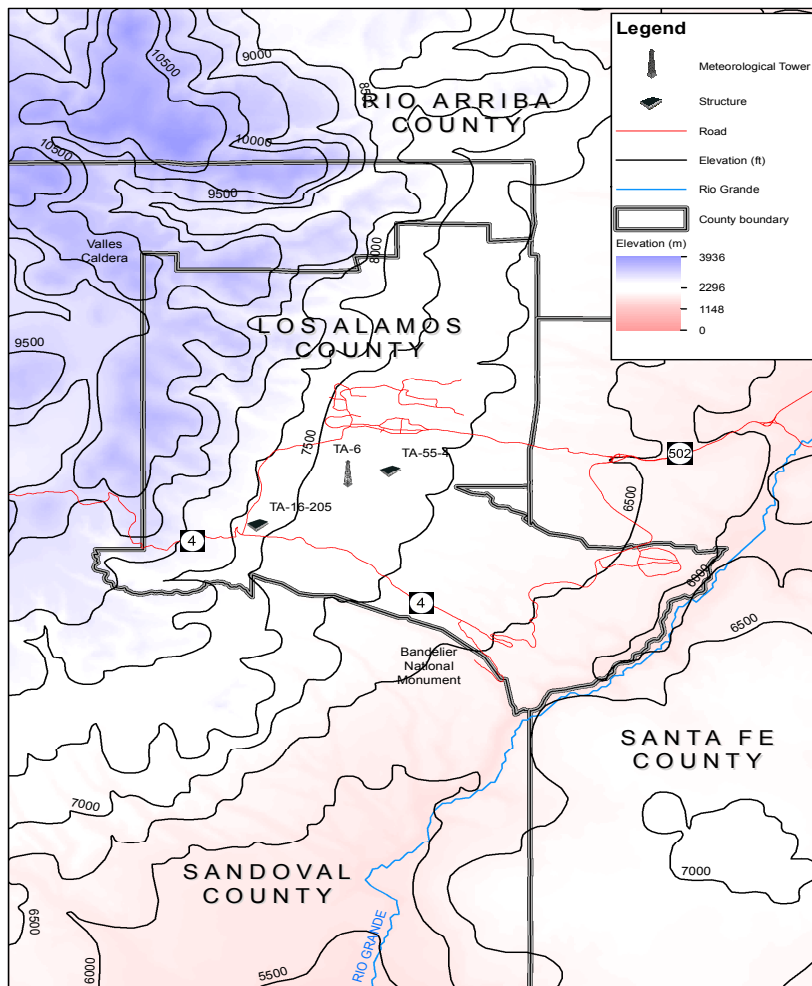 Legend
Meteorological Tower
Structure
Road
Elevation (ft)
Rio Grande
County boundary
Elevation (m)
3936
2296
1148
0
9000
10500
8500
RIO ARRIBA
COUNTY
10000
10500
9500
Valles
Caldera
8000
LOS ALAMOS
COUNTY
9500
7500
TA-6
TA-55-4
502
6500
TA-16-205
4
4
6000
6500
Bandelier
National
Monument
SANTA FE
COUNTY
7000
7000
SANDOVAL
COUNTY
6500
6000
5500
RIO GRANDE